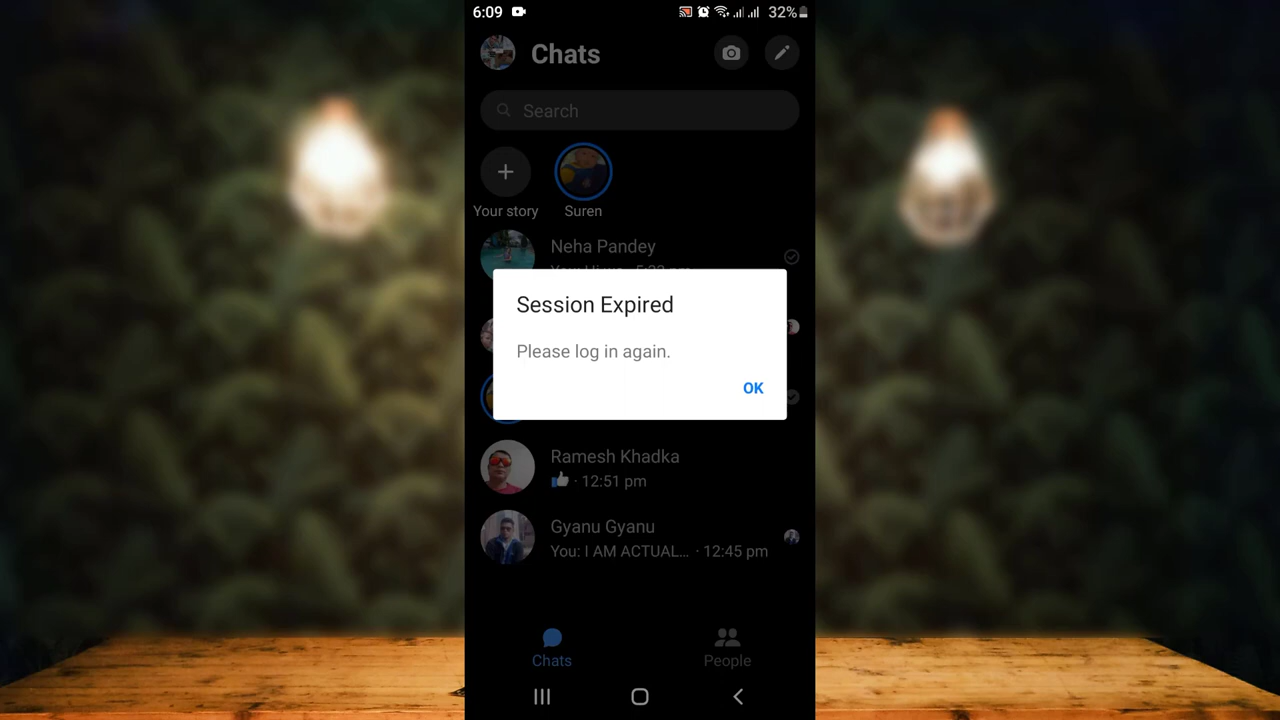 6:09
32%
Chats
Search
Your story
Suren
Neha Pandey
Session Expired
Please log in again.
OK
Ramesh Khadka
· 12:51 pm
Gyanu Gyanu
You: I AM ACTUAL... · 12:45 pm
Chats
People